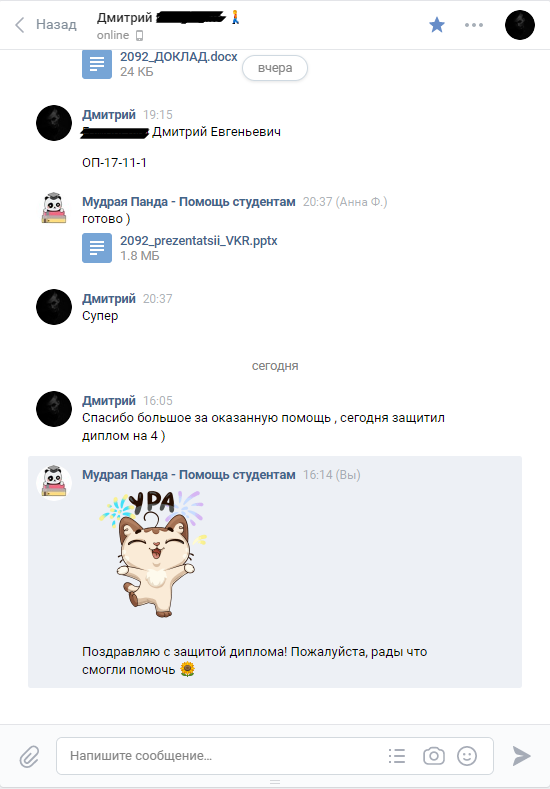 Назад
Дмитрий
online
2092_ДОКЛАД.docx
24 КБ
вчера
Дмитрий 19:15
Дмитрий Евгеньевич
ОП-17-11-1
Мудрая Панда - Помощь студентам 20:37 (Анна Ф.)
готово )
2092_prezentatsii_VKR.pptx
1.8 МБ
Дмитрий 20:37
Супер
сегодня
Дмитрий 16:05
Спасибо большое за оказанную помощь , сегодня защитил
диплом на 4 )
Мудрая Панда - Помощь студентам 16:14 (Вы)
УРА
Поздравляю с защитой диплома! Пожалуйста, рады что
смогли помочь 🌻
Напишите сообщение...